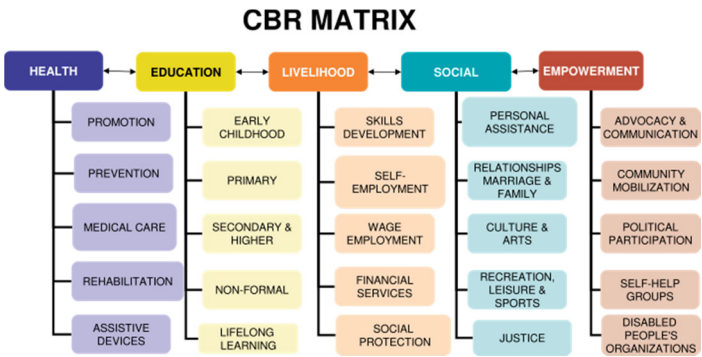 CBR MATRIX
HEALTH
EDUCATION
LIVELIHOOD
SOCIAL
EMPOWERMENT
PROMOTION
PREVENTION
MEDICAL CARE
REHABILITATION
ASSISTIVE
DEVICES
EARLY
CHILDHOOD
PRIMARY
SECONDARY &
HIGHER
NON-FORMAL
LIFELONG
LEARNING
SKILLS
DEVELOPMENT
SELF-
EMPLOYMENT
WAGE
EMPLOYMENT
FINANCIAL
SERVICES
SOCIAL
PROTECTION
PERSONAL
ASSISTANCE
RELATIONSHIPS
MARRIAGE &
FAMILY
CULTURE &
ARTS
RECREATION,
LEISURE &
SPORTS
JUSTICE
ADVOCACY &
COMMUNICATION
COMMUNITY
MOBILIZATION
POLITICAL
PARTICIPATION
SELF-HELP
GROUPS
DISABLED
PEOPLE'S
ORGANIZATIONS